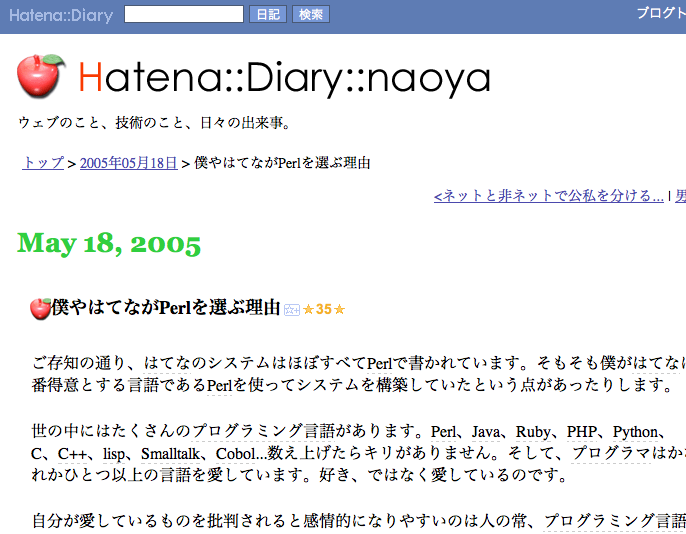 Hatena::Diary 日記 検索 ブログト
Hatena::Diary::naoya
ウェブのこと、技術のこと、日々の出来事。
トップ > 2005年05月18日 > 僕やはてながPerlを選ぶ理由
<ネットと非ネットで公私を分ける... | 男
May 18, 2005
僕やはてながPerlを選ぶ理由 ★35★
ご存知の通り、はてなのシステムはほぼすべてPerlで書かれています。そもそも僕がはてなに
番得意とする言語であるPerlを使ってシステムを構築していたという点があったりします。
世の中にはたくさんのプログラミング言語があります。Perl、Java、Ruby、PHP、Python、
C、C++、lisp、Smalltalk、Cobol...数え上げたらキリがありません。そして、プログラマはかな
れかひとつ以上の言語を愛しています。好き、ではなく愛しているのです。
自分が愛しているものを批判されると感情的になりやすいのは人の常、プログラミング言語